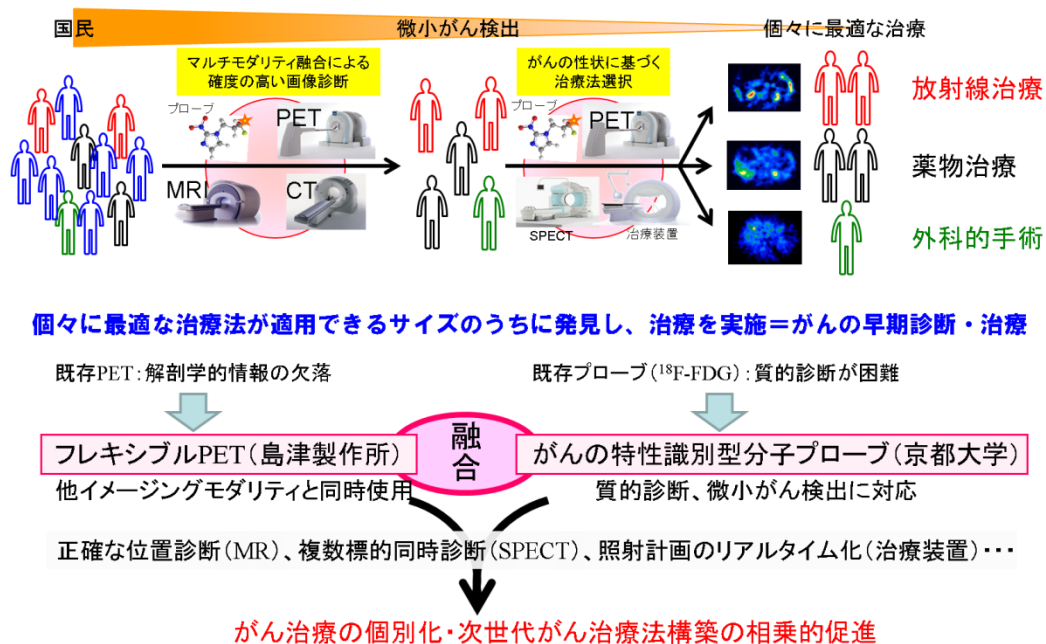 国民
微小がん検出
個々に最適な治療
マルチモダリティ融合による
確度の高い画像診断
プローブ
PET
MRI
CT
がんの性状に基づく
治療法選択
プローブ
PET
SPECT
治療装置
放射線治療
薬物治療
外科的手術
個々に最適な治療法が適用できるサイズのうちに発見し、治療を実施＝がんの早期診断・治療
既存PET：解剖学的情報の欠落
既存プローブ（¹⁸F-FDG）：質的診断が困難
フレキシブルPET（島津製作所）
融合
がんの特性識別型分子プローブ（京都大学）
他イメージングモダリティと同時使用
質的診断、微小がん検出に対応
正確な位置診断（MR）、複数標的同時診断（SPECT）、照射計画のリアルタイム化（治療装置）…
がん治療の個別化・次世代がん治療法構築の相乗的促進